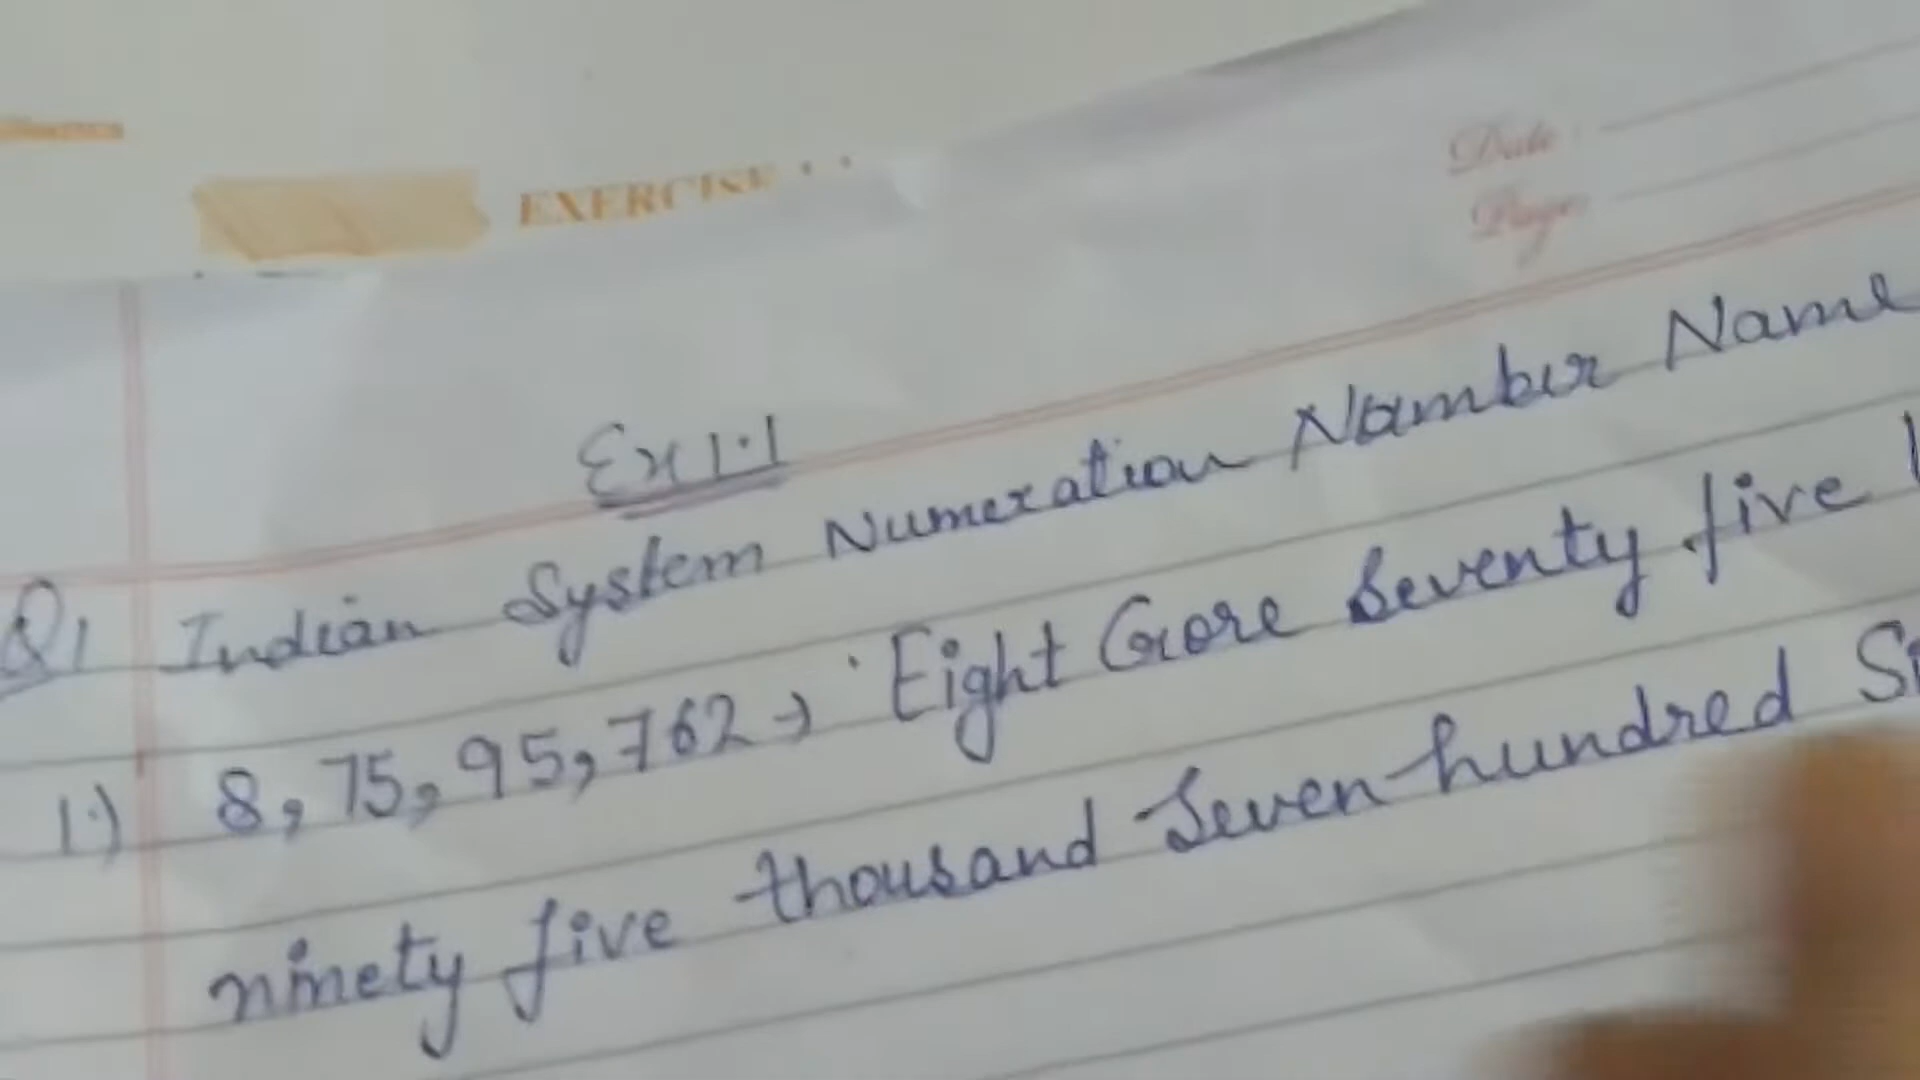 EXERCISE
Date :
Page:
Ex 1.1
Q1 Indian System Numeration Number Name
1.) 8,75,95,762 → Eight Crore Seventy five
ninety five thousand Seven hundred